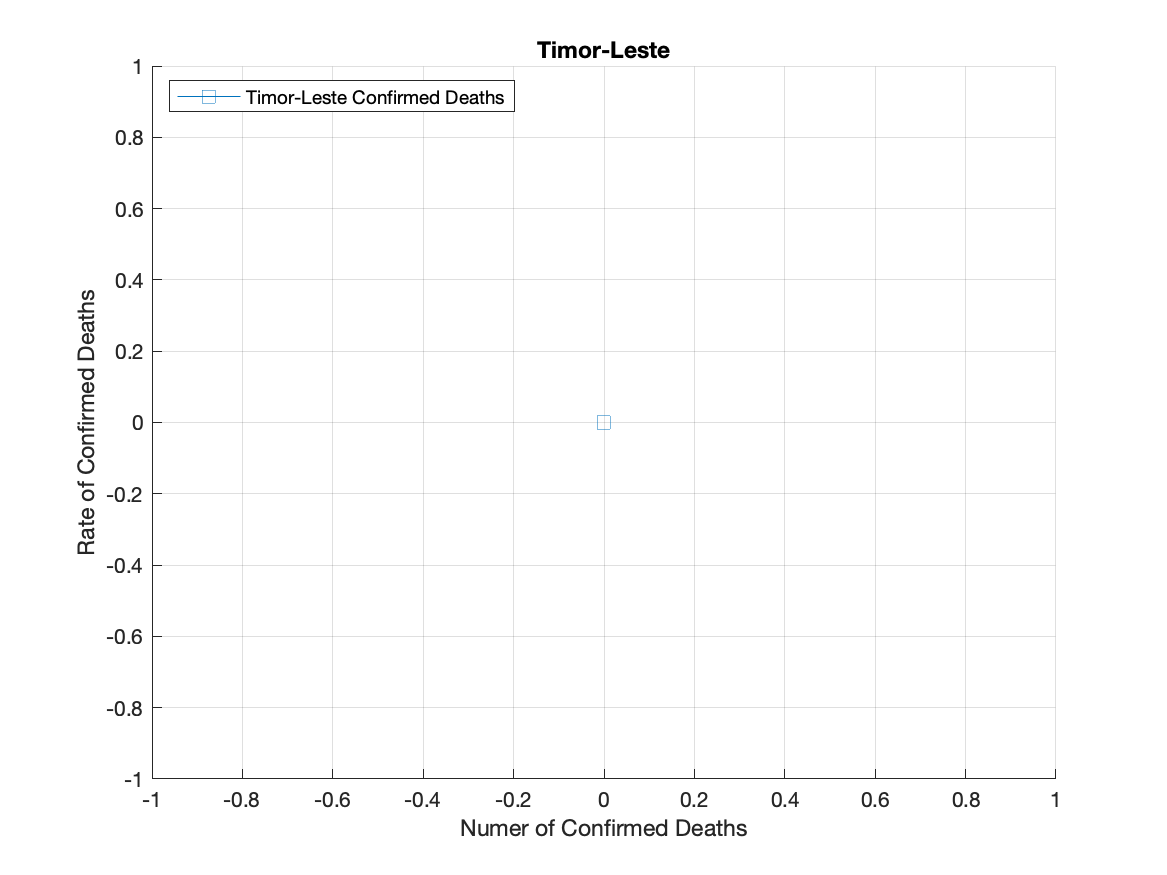 Timor-Leste
Timor-Leste Confirmed Deaths
1
0.8
0.6
0.4
0.2
0
-0.2
-0.4
-0.6
-0.8
-1
Rate of Confirmed Deaths
-1 -0.8 -0.6 -0.4 -0.2 0 0.2 0.4 0.6 0.8 1
Numer of Confirmed Deaths